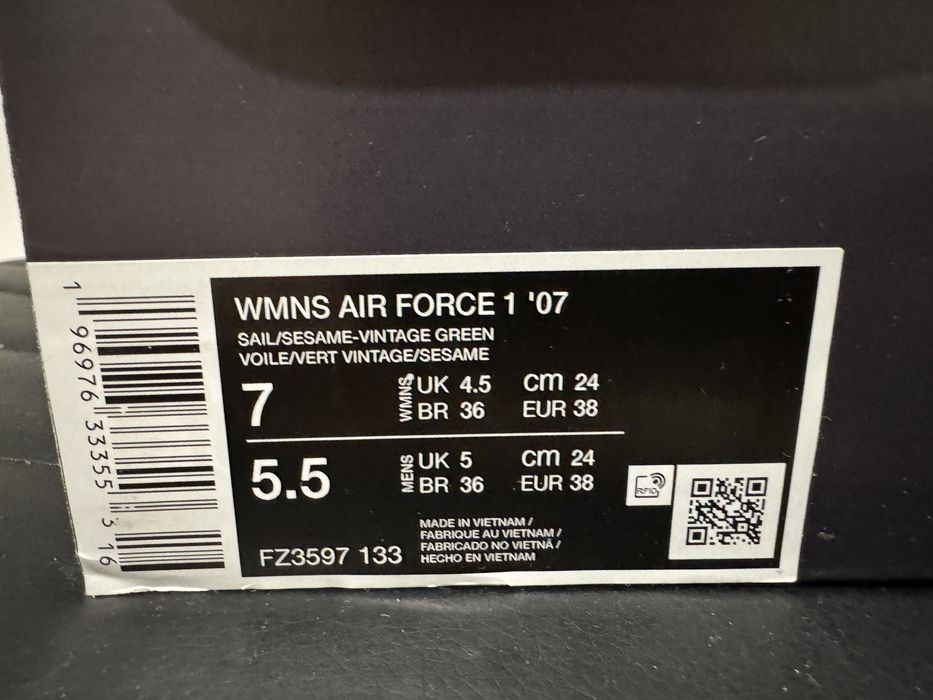 WMNS AIR FORCE 1 '07
SAIL/SESAME-VINTAGE GREEN
VOILE/VERT VINTAGE/SESAME
7 WMNS UK 4.5 cm 24
BR 36 EUR 38
5.5 MENS UK 5 cm 24
BR 36 EUR 38
RFID
FZ3597 133
MADE IN VIETNAM /
FABRIQUE AU VIETNAM /
FABRICADO NO VIETNÃ /
HECHO EN VIETNAM
1 96976 33355 3 16